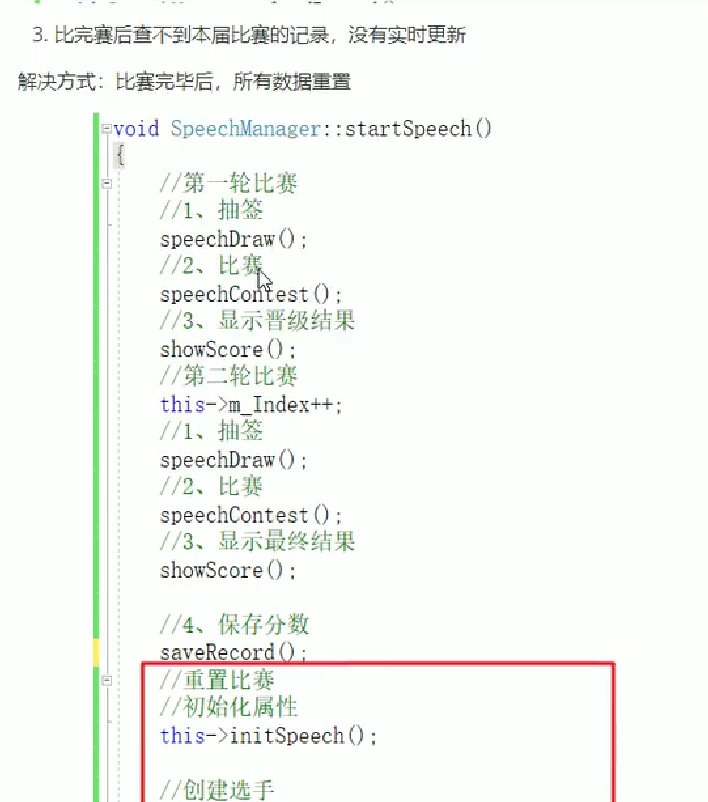 3. 比完赛后查不到本届比赛的记录，没有实时更新
解决方式：比赛完毕后，所有数据重置
void SpeechManager::startSpeech()
{
//第一轮比赛
//1、抽签
speechDraw();
//2、比赛
speechContest();
//3、显示晋级结果
showScore();
//第二轮比赛
this->m_Index++;
//1、抽签
speechDraw();
//2、比赛
speechContest();
//3、显示最终结果
showScore();
//4、保存分数
saveRecord();
//重置比赛
//初始化属性
this->initSpeech();
//创建选手